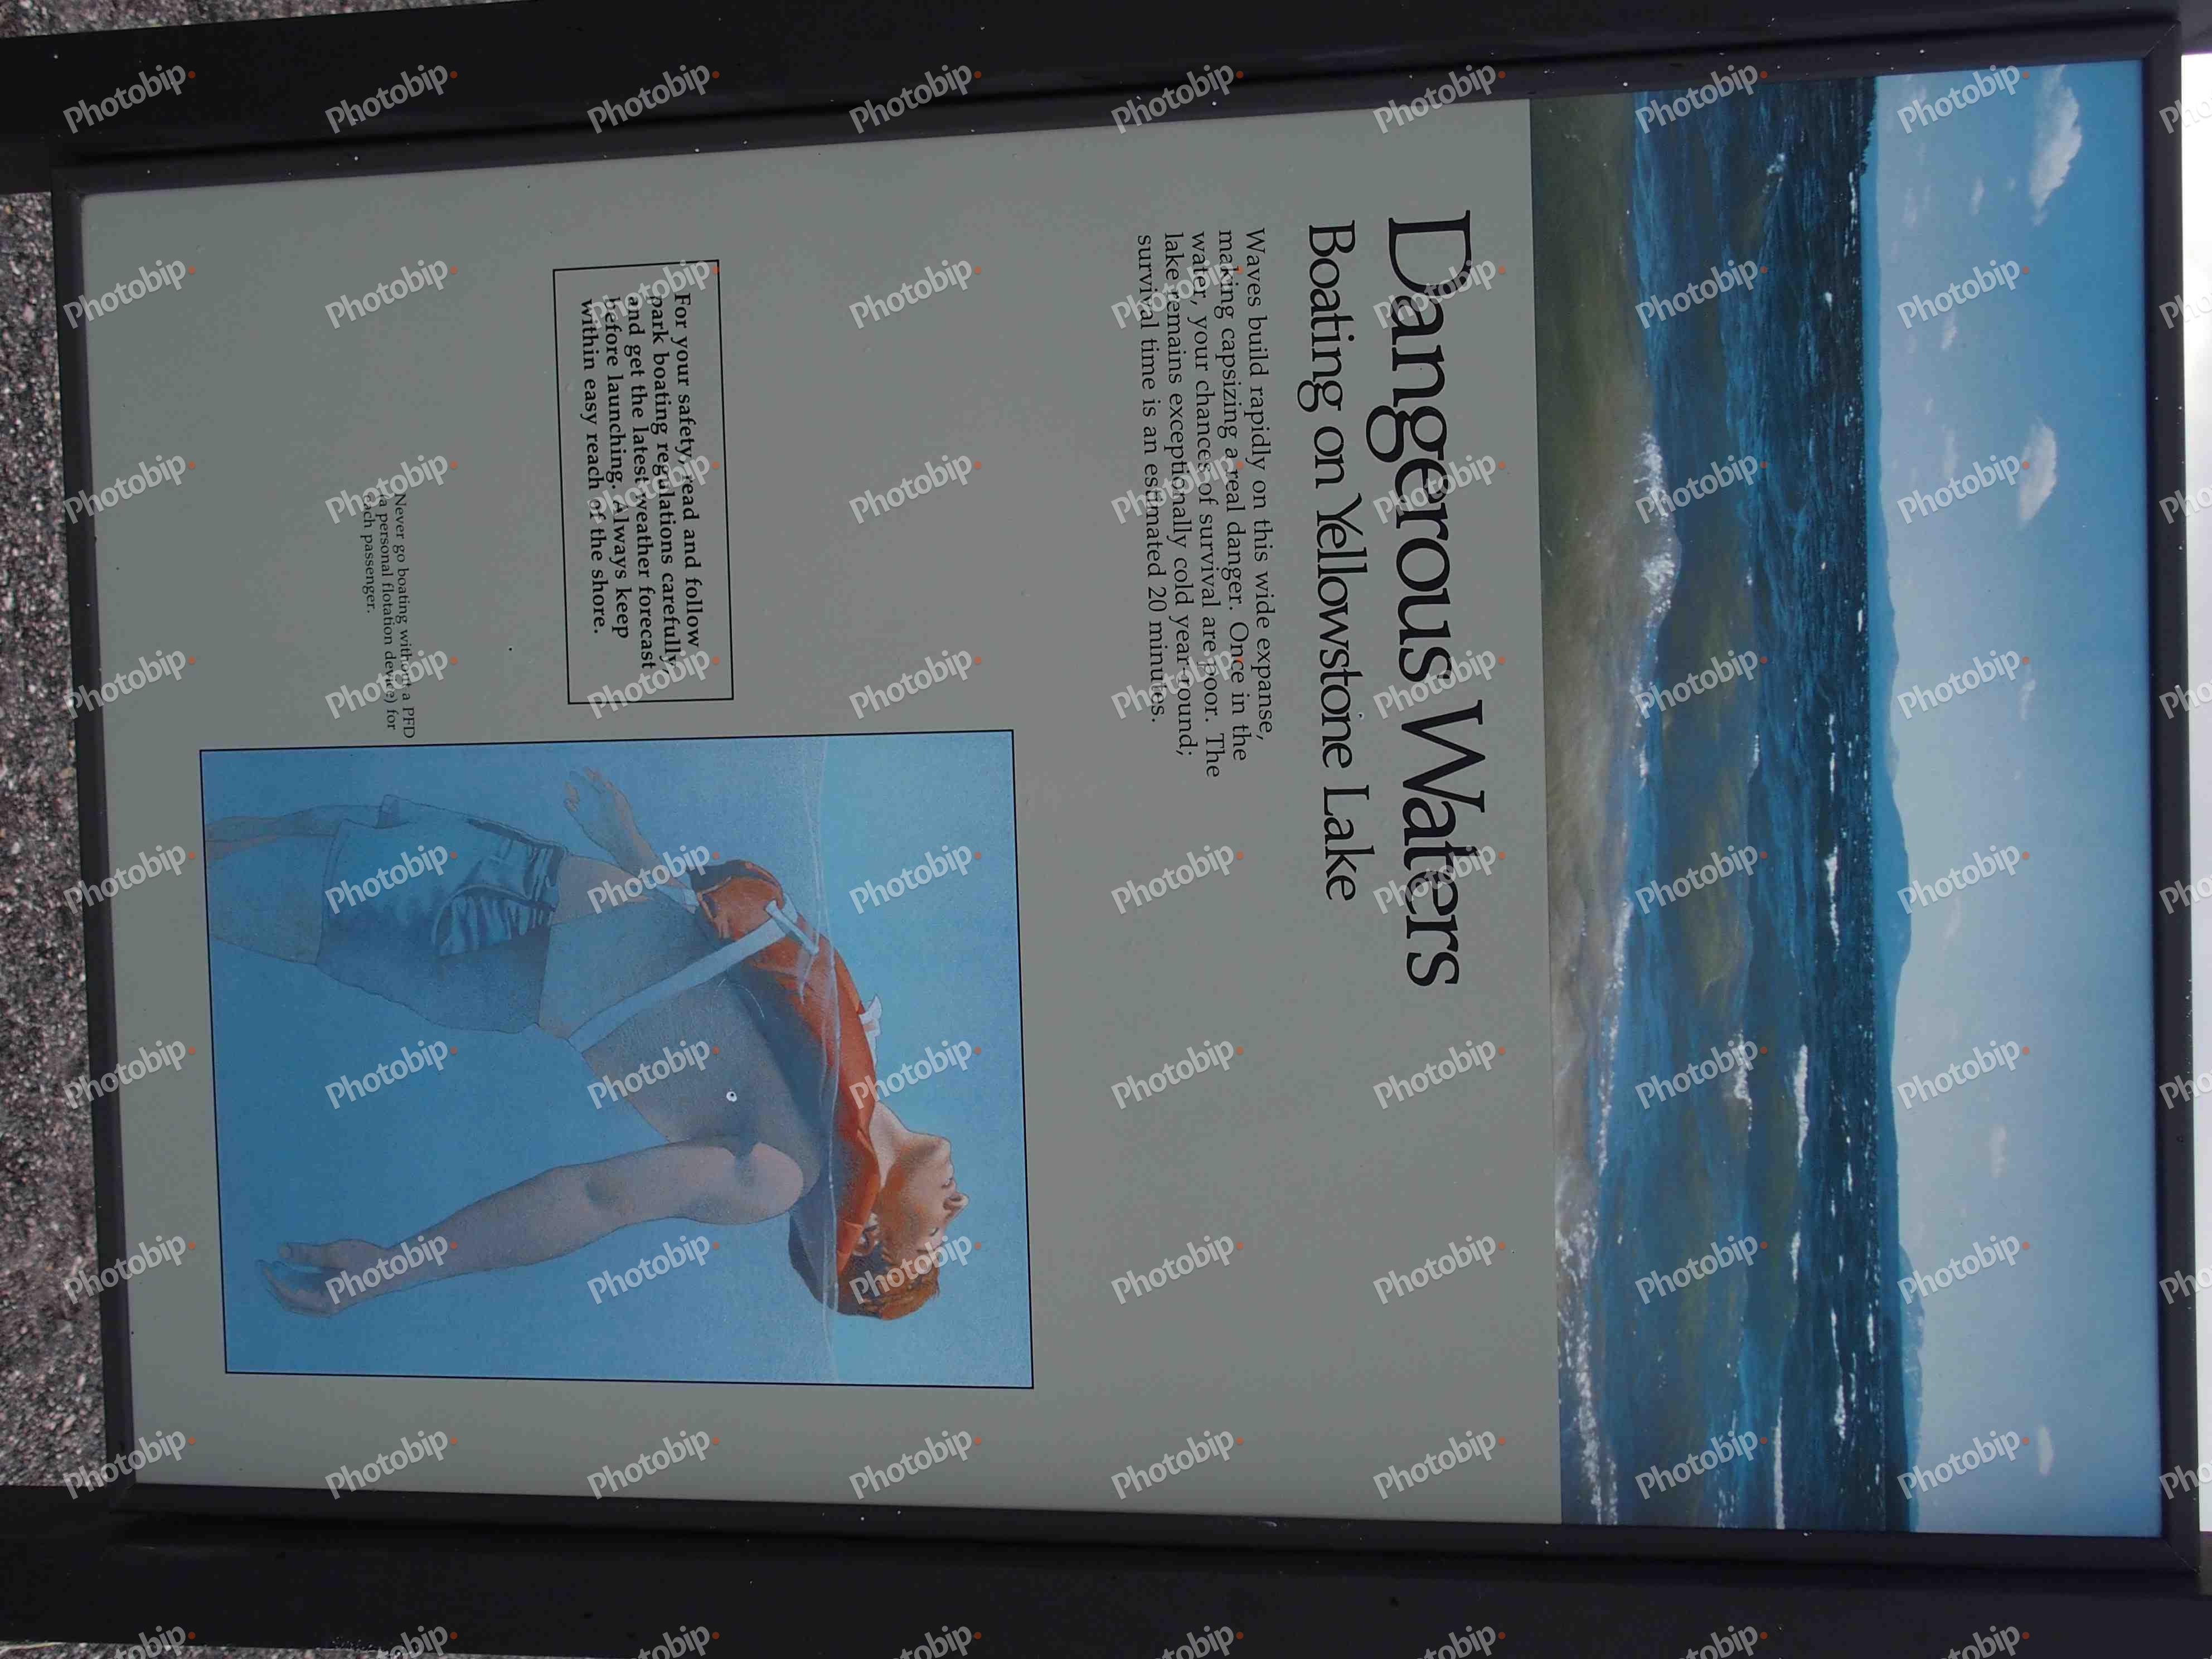 Dangerous Waters
Boating on Yellowstone Lake
Waves build rapidly on this wide expanse,
making capsizing a real danger. Once in the
water, your chances of survival are poor. The
lake remains exceptionally cold year-round;
survival time is an estimated 20 minutes.
For your safety, read and follow
park boating regulations carefully,
and get the latest weather forecast
before launching. Always keep
within easy reach of the shore.
Never go boating without a PFD
(a personal flotation device) for
each passenger.
Photobip